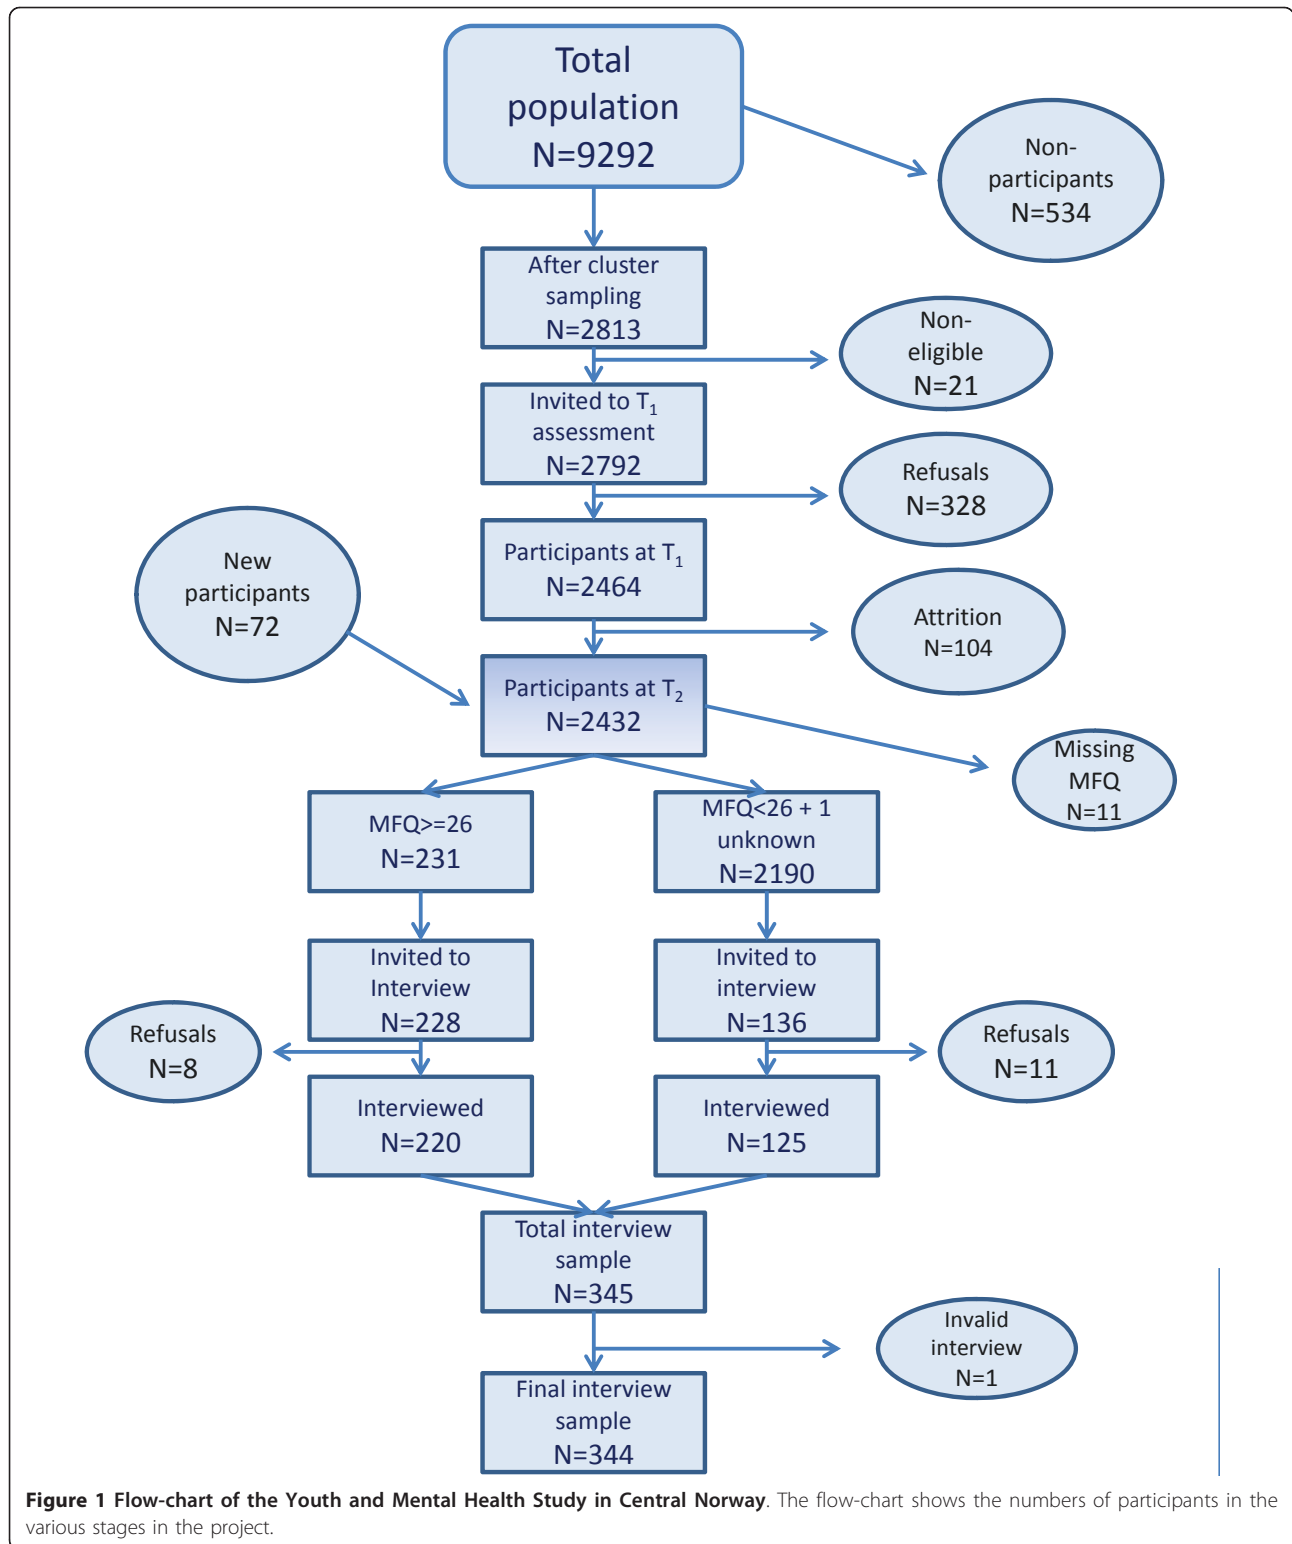 Total
population
N=9292
Non-
participants
N=534
After cluster
sampling
N=2813
Non-
eligible
N=21
Invited to T1
assessment
N=2792
Refusals
N=328
Participants at T1
N=2464
New
participants
N=72
Attrition
N=104
Participants at T2
N=2432
Missing
MFQ
N=11
MFQ>=26
N=231
MFQ<26 + 1
unknown
N=2190
Invited to
Interview
N=228
Invited to
interview
N=136
Refusals
N=8
Refusals
N=11
Interviewed
N=220
Interviewed
N=125
Total interview
sample
N=345
Invalid
interview
N=1
Final interview
sample
N=344
Figure 1 Flow-chart of the Youth and Mental Health Study in Central Norway. The flow-chart shows the numbers of participants in the
various stages in the project.